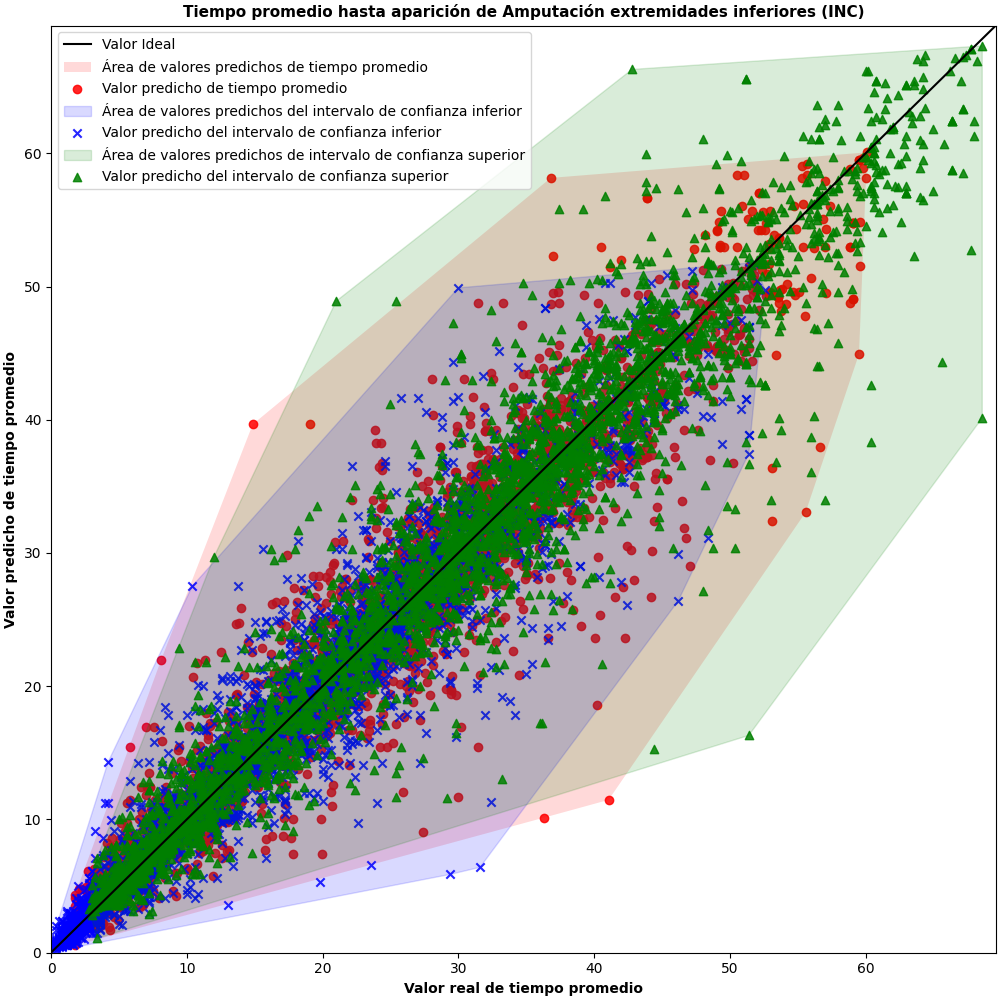 Tiempo promedio hasta aparición de Amputación extremidades inferiores (INC)
Valor Ideal
Área de valores predichos de tiempo promedio
Valor predicho de tiempo promedio
Área de valores predichos del intervalo de confianza inferior
Valor predicho del intervalo de confianza inferior
Área de valores predichos de intervalo de confianza superior
Valor predicho del intervalo de confianza superior
Valor predicho de tiempo promedio
60
50
40
30
20
10
0
0 10 20 30 40 50 60
Valor real de tiempo promedio